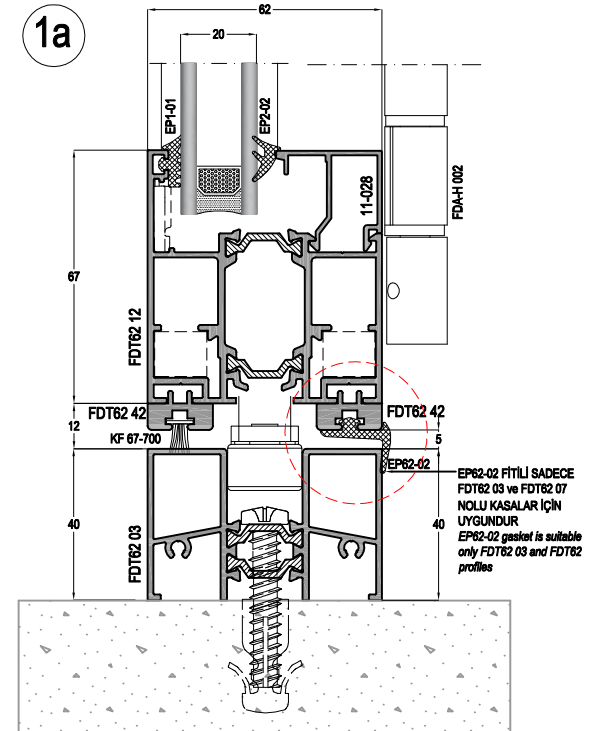 1a
62
20
EP1-01
EP2-02
FDA-H 002
11-028
67
FDT62 12
FDT62 42
FDT62 42
12
KF 67-700
5
EP62-02
40
FDT62 03
40
EP62-02 FİTİLİ SADECE
FDT62 03 ve FDT62 07
NOLU KASALAR İÇİN
UYGUNDUR
EP62-02 gasket is suitable
only FDT62 03 and FDT62
profiles